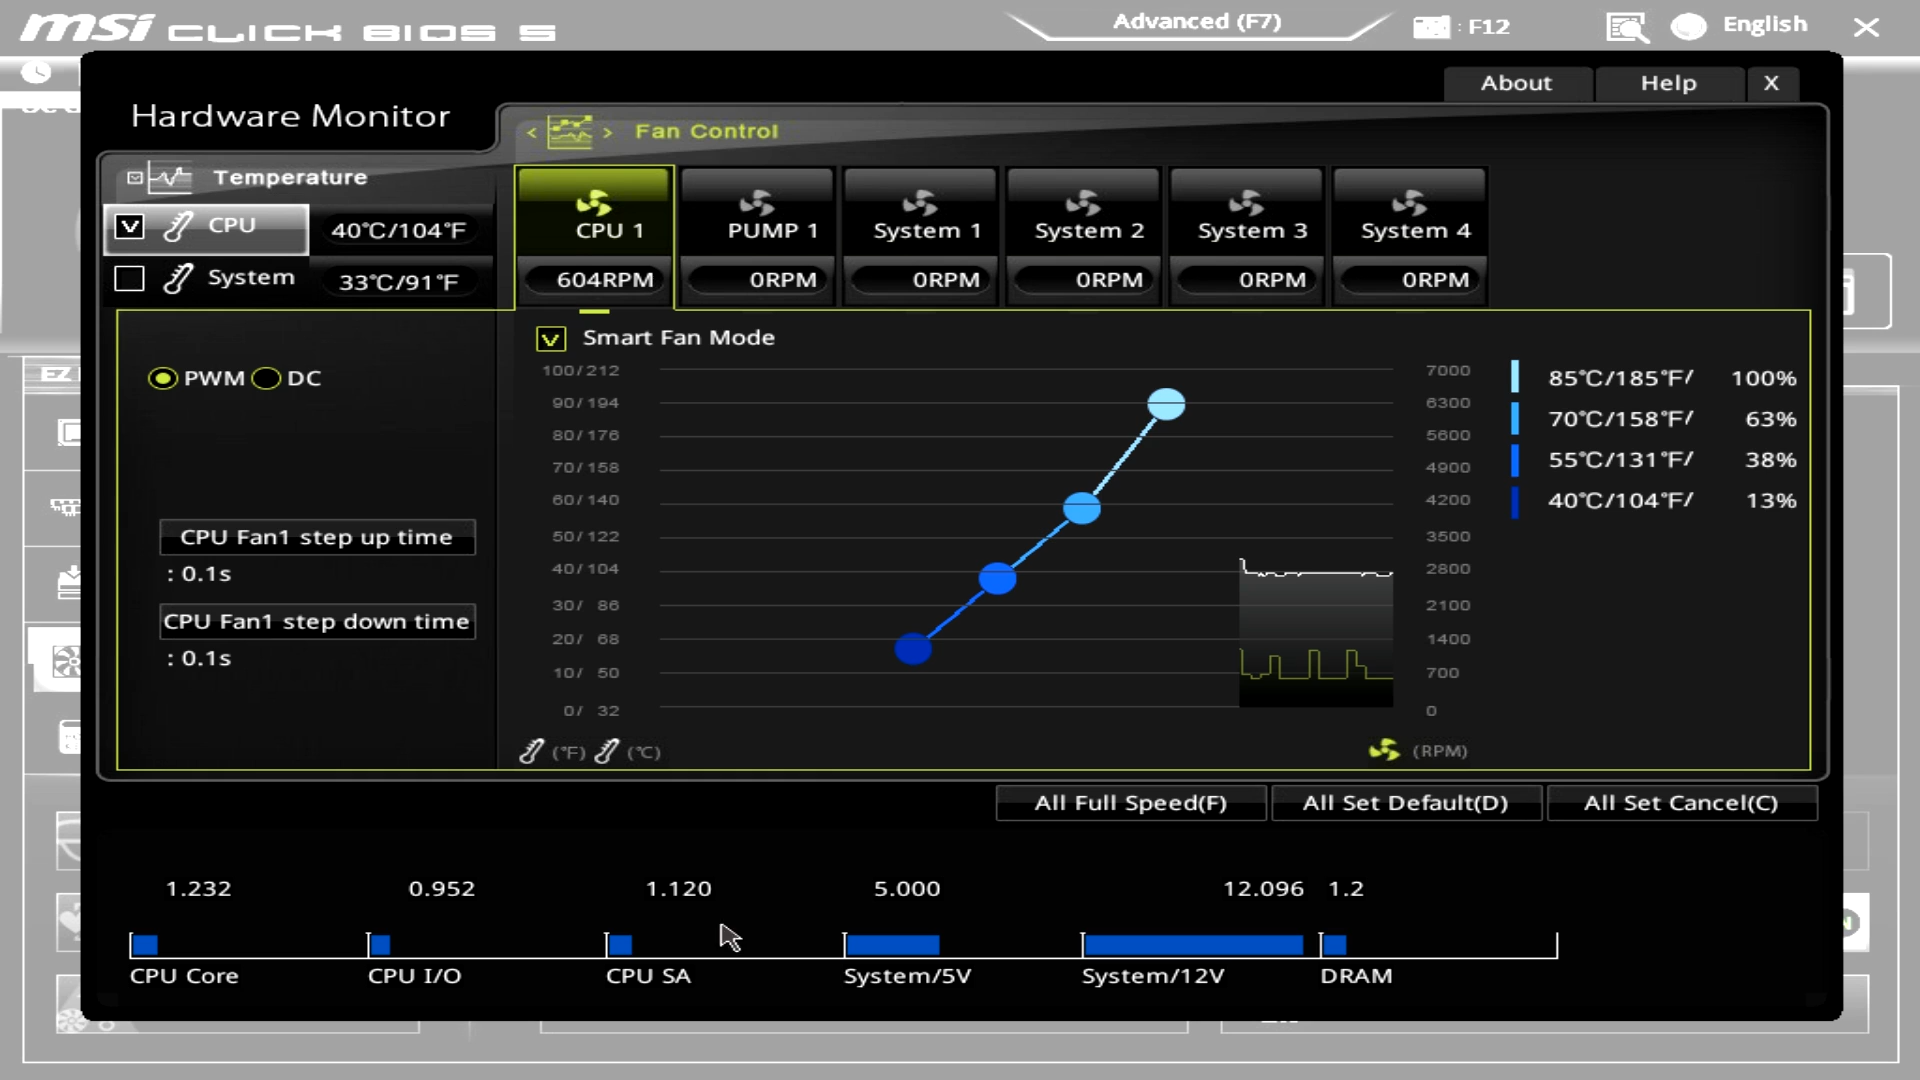 msi CLICK BIOS 5
Advanced (F7)
: F12
English
X
About
Help
X
Hardware Monitor
< > Fan Control
Temperature
CPU 40℃/104℉
System 33℃/91℉
CPU 1
PUMP 1
System 1
System 2
System 3
System 4
604RPM
0RPM
0RPM
0RPM
0RPM
0RPM
PWM DC
CPU Fan1 step up time
: 0.1s
CPU Fan1 step down time
: 0.1s
Smart Fan Mode
100/212 7000
90/194 6300
80/176 5600
70/158 4900
60/140 4200
50/122 3500
40/104 2800
30/ 86 2100
20/ 68 1400
10/ 50 700
0/ 32 0
(℉) (℃) (RPM)
85℃/185℉/ 100%
70℃/158℉/ 63%
55℃/131℉/ 38%
40℃/104℉/ 13%
All Full Speed(F)
All Set Default(D)
All Set Cancel(C)
1.232 0.952 1.120 5.000 12.096 1.2
CPU Core CPU I/O CPU SA System/5V System/12V DRAM
EZ